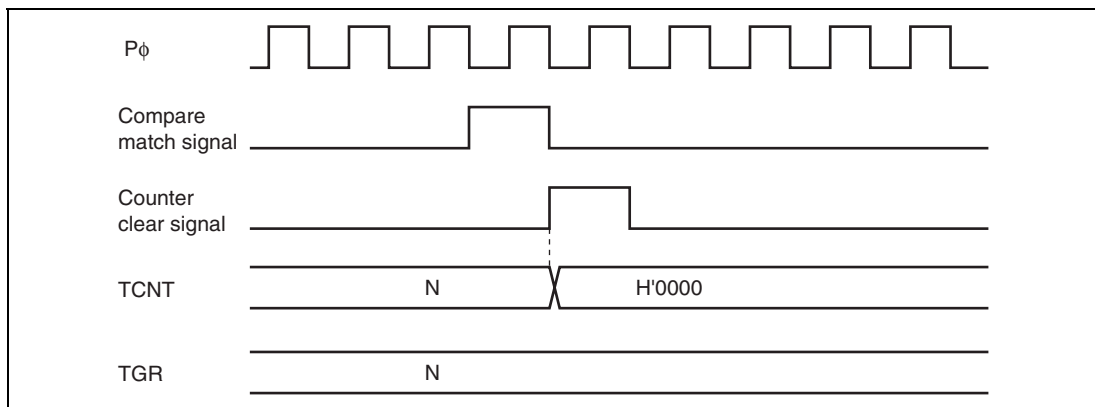 Pϕ
Compare
match signal
Counter
clear signal
TCNT
N
H'0000
TGR
N